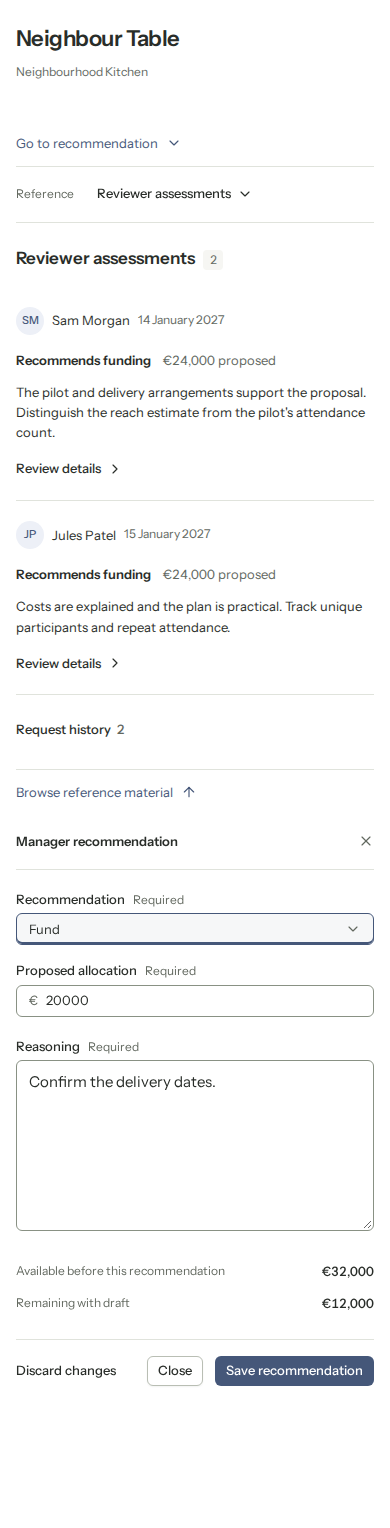 Neighbour Table
Neighbourhood Kitchen
Go to recommendation
Reference Reviewer assessments
Reviewer assessments 2
SM Sam Morgan 14 January 2027
Recommends funding €24,000 proposed
The pilot and delivery arrangements support the proposal.
Distinguish the reach estimate from the pilot's attendance
count.
Review details
JP Jules Patel 15 January 2027
Recommends funding €24,000 proposed
Costs are explained and the plan is practical. Track unique
participants and repeat attendance.
Review details
Request history 2
Browse reference material
Manager recommendation
Recommendation Required
Fund
Proposed allocation Required
€ 20000
Reasoning Required
Confirm the delivery dates.
Available before this recommendation €32,000
Remaining with draft €12,000
Discard changes Close Save recommendation